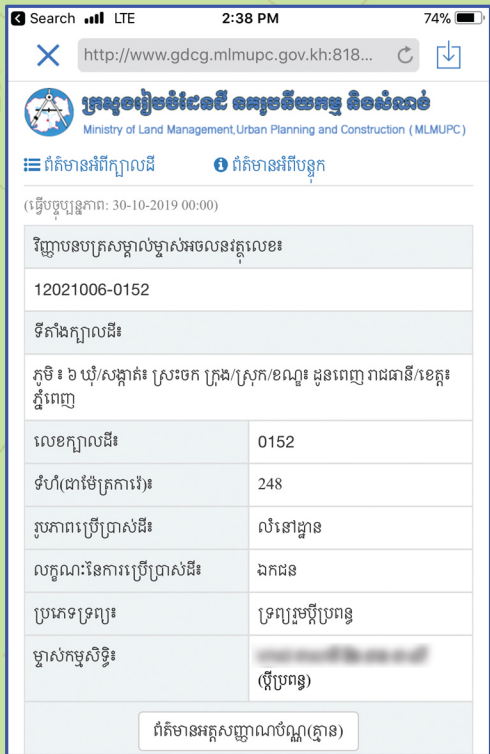 Search LTE 2:38 PM 74%
http://www.gdcg.mlmupc.gov.kh:818...
ក្រសួងរៀបចំដែនដី នគរូបនីយកម្ម និងសំណង់
Ministry of Land Management, Urban Planning and Construction ( MLMUPC )
ព័ត៌មានអំពីក្បាលដី ព័ត៌មានអំពីបន្ទុក
(ធ្វើបច្ចុប្បន្នភាព: 30-10-2019 00:00)
វិញ្ញាបនបត្រសម្គាល់ម្ចាស់អចលនវត្ថុលេខ៖
12021006-0152
ទីតាំងក្បាលដី៖
ភូមិ ៖ ៦ ឃុំ/សង្កាត់៖ ស្រះចក ក្រុង/ស្រុក/ខណ្ឌ៖ ដូនពេញ រាជធានី/ខេត្ត៖
ភ្នំពេញ
លេខក្បាលដី៖ 0152
ទំហំ(ជាម៉ែត្រការ៉េ)៖ 248
រូបភាពប្រើប្រាស់ដី៖ លំនៅដ្ឋាន
លក្ខណៈនៃការប្រើប្រាស់ដី៖ ឯកជន
ប្រភេទទ្រព្យ៖ ទ្រព្យរួមប្តីប្រពន្ធ
ម្ចាស់កម្មសិទ្ធិ៖
(ប្តីប្រពន្ធ)
ព័ត៌មានអត្តសញ្ញាណប័ណ្ណ(គ្មាន)